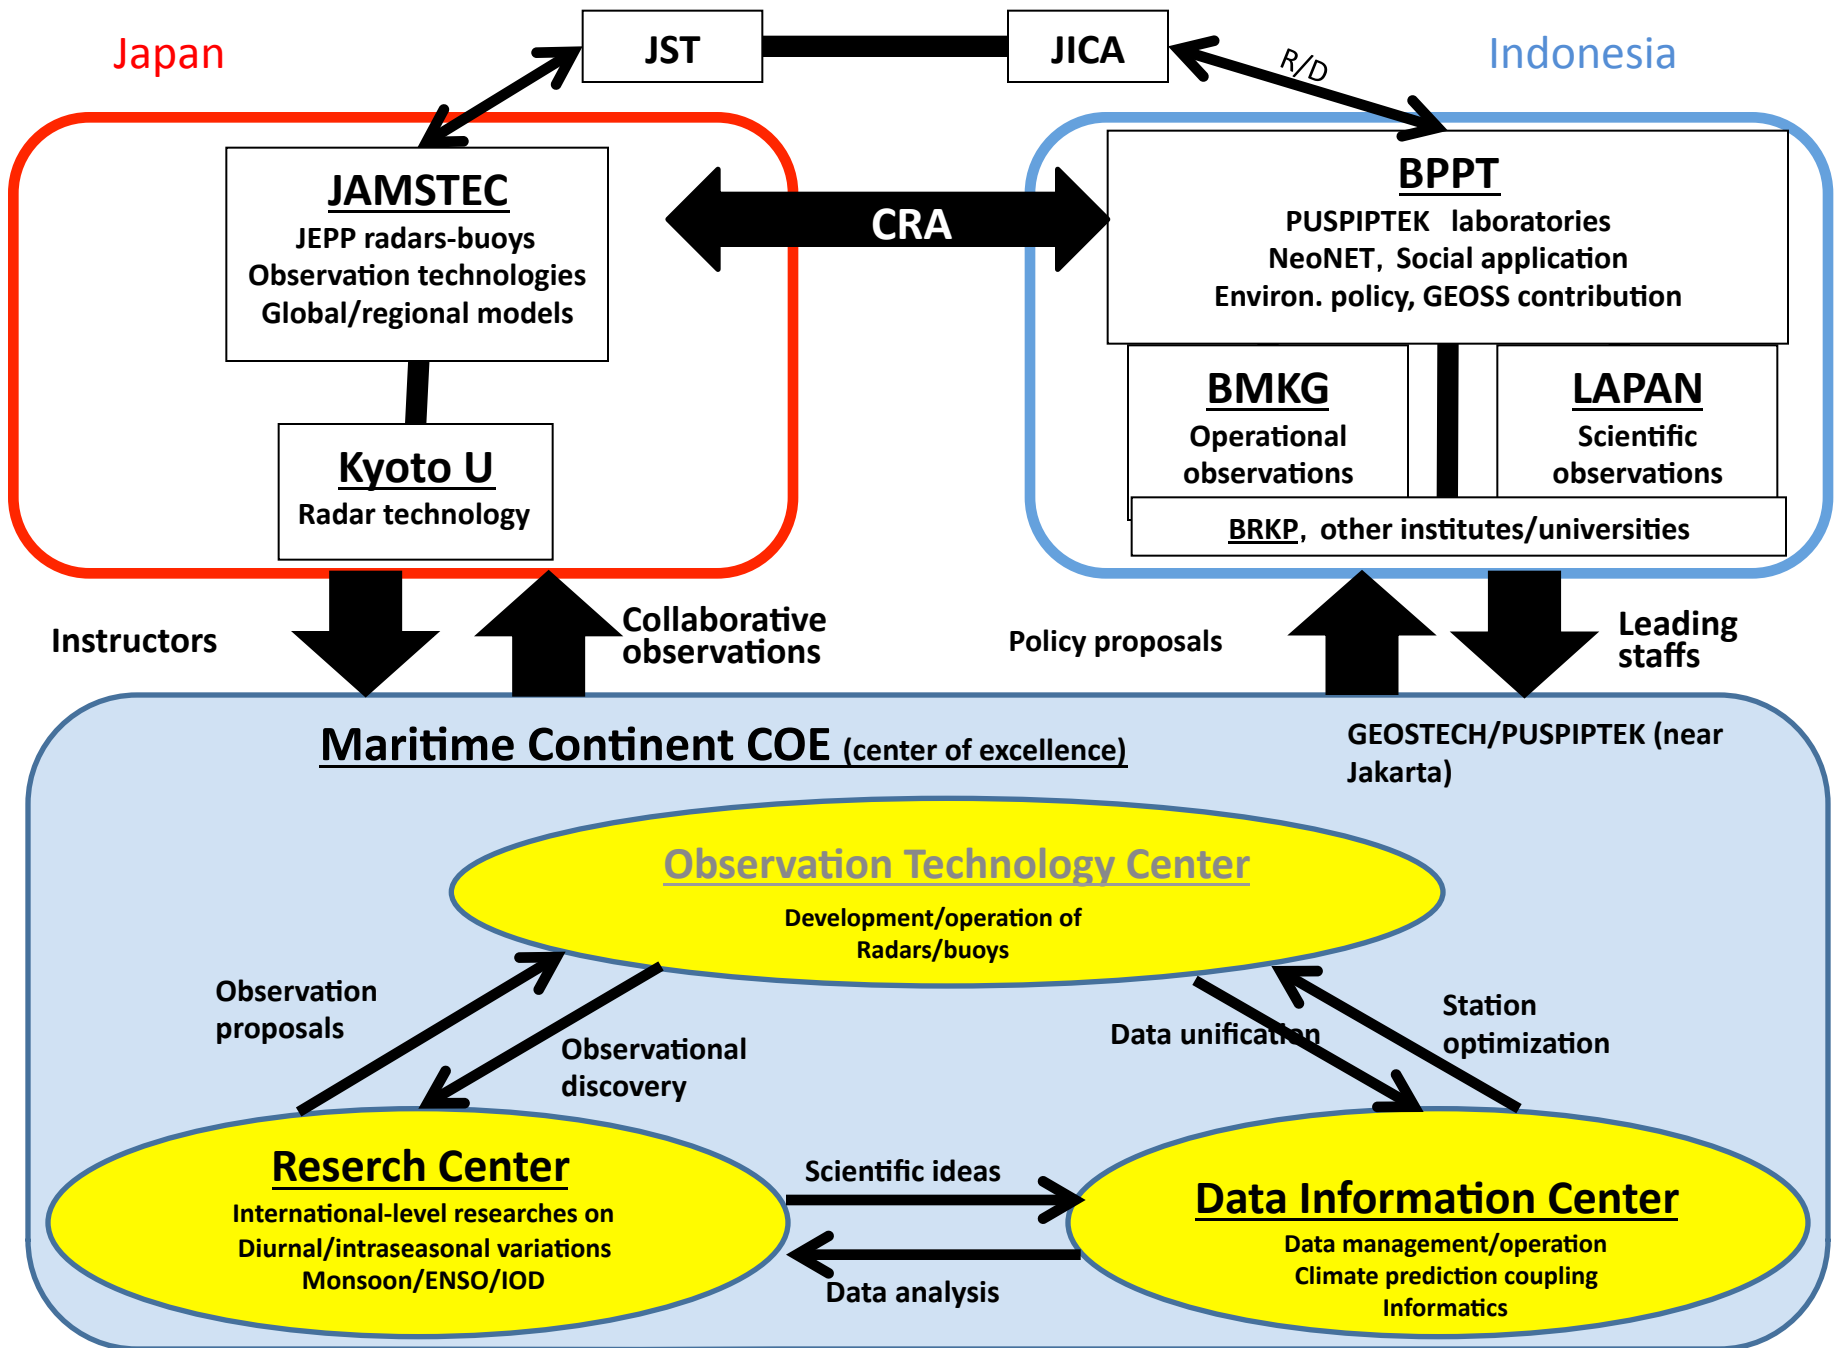 Japan
JST
JICA
R/D
Indonesia
JAMSTEC
JEPP radars-buoys
Observation technologies
Global/regional models
Kyoto U
Radar technology
CRA
BPPT
PUSPIPTEK laboratories
NeoNET, Social application
Environ. policy, GEOSS contribution
BMKG
Operational
observations
LAPAN
Scientific
observations
BRKP, other institutes/universities
Instructors
Collaborative
observations
Policy proposals
Leading
staffs
Maritime Continent COE (center of excellence)
GEOSTECH/PUSPIPTEK (near
Jakarta)
Observation Technology Center
Development/operation of
Radars/buoys
Observation
proposals
Observational
discovery
Data unification
Station
optimization
Reserch Center
International-level researches on
Diurnal/intraseasonal variations
Monsoon/ENSO/IOD
Scientific ideas
Data analysis
Data Information Center
Data management/operation
Climate prediction coupling
Informatics